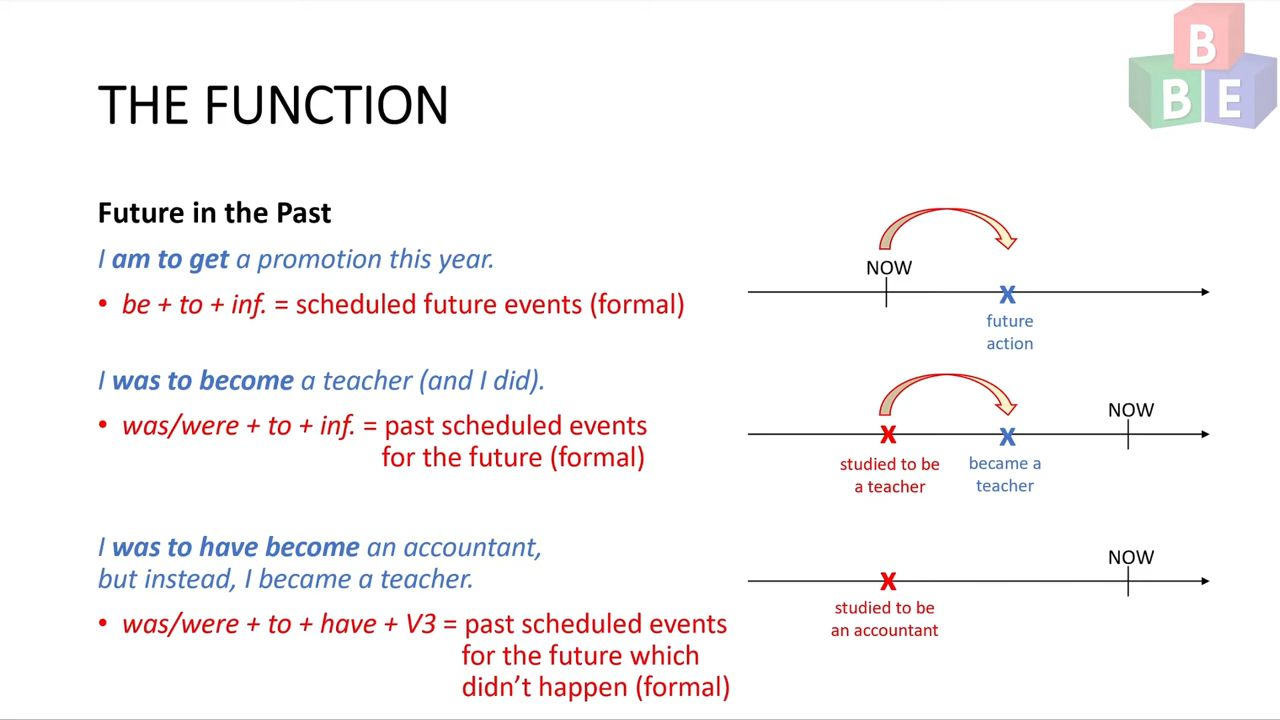 B
B E
THE FUNCTION
Future in the Past
I am to get a promotion this year.
• be + to + inf. = scheduled future events (formal)
NOW
X
future
action
I was to become a teacher (and I did).
• was/were + to + inf. = past scheduled events
for the future (formal)
NOW
X X
studied to be
a teacher
became a
teacher
I was to have become an accountant,
but instead, I became a teacher.
• was/were + to + have + V3 = past scheduled events
for the future which
didn't happen (formal)
NOW
X
studied to be
an accountant